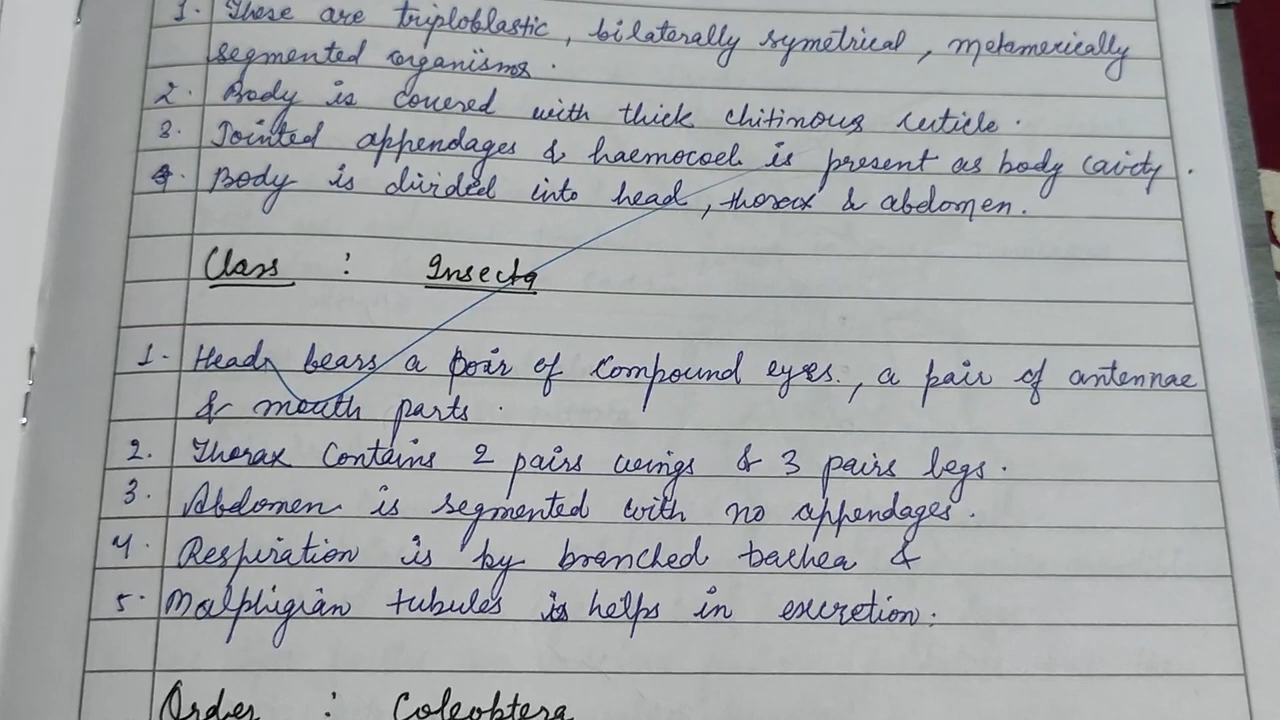 1. These are triploblastic, bilaterally symetrical, metamerically
segmented organisms.
2. Body is covered with thick chitinous cuticle.
3. Jointed appendages & haemocoel is present as body cavity.
4. Body is divided into head, thorax & abdomen.
Class : Insecta
1. Head bears a pair of compound eyes, a pair of antennae
& mouth parts.
2. Thorax contains 2 pairs wings & 3 pairs legs.
3. Abdomen is segmented with no appendages.
4. Respiration is by branched trachea &
5. Malphigian tubules is helps in excretion.
Order : Coleoptera